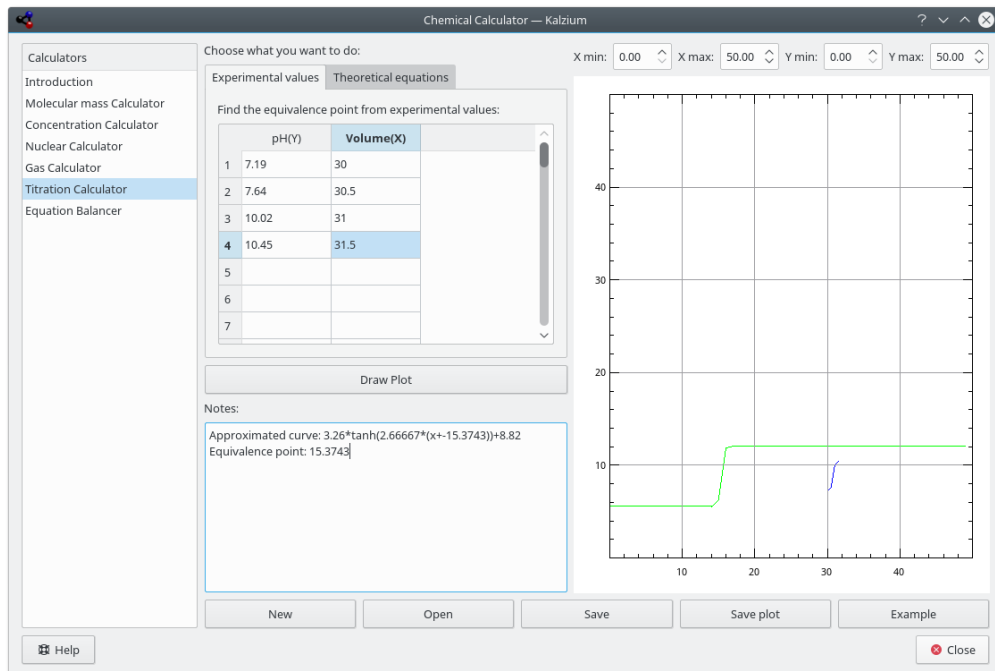 Chemical Calculator — Kalzium
?
Calculators
Introduction
Molecular mass Calculator
Concentration Calculator
Nuclear Calculator
Gas Calculator
Titration Calculator
Equation Balancer
Choose what you want to do:
Experimental values Theoretical equations
Find the equivalence point from experimental values:
pH(Y) Volume(X)
1 7.19 30
2 7.64 30.5
3 10.02 31
4 10.45 31.5
5
6
7
Draw Plot
Notes:
Approximated curve: 3.26*tanh(2.66667*(x+-15.3743))+8.82
Equivalence point: 15.3743
X min: 0.00 X max: 50.00 Y min: 0.00 Y max: 50.00
40
30
20
10
10 20 30 40
New Open Save Save plot Example
Help Close